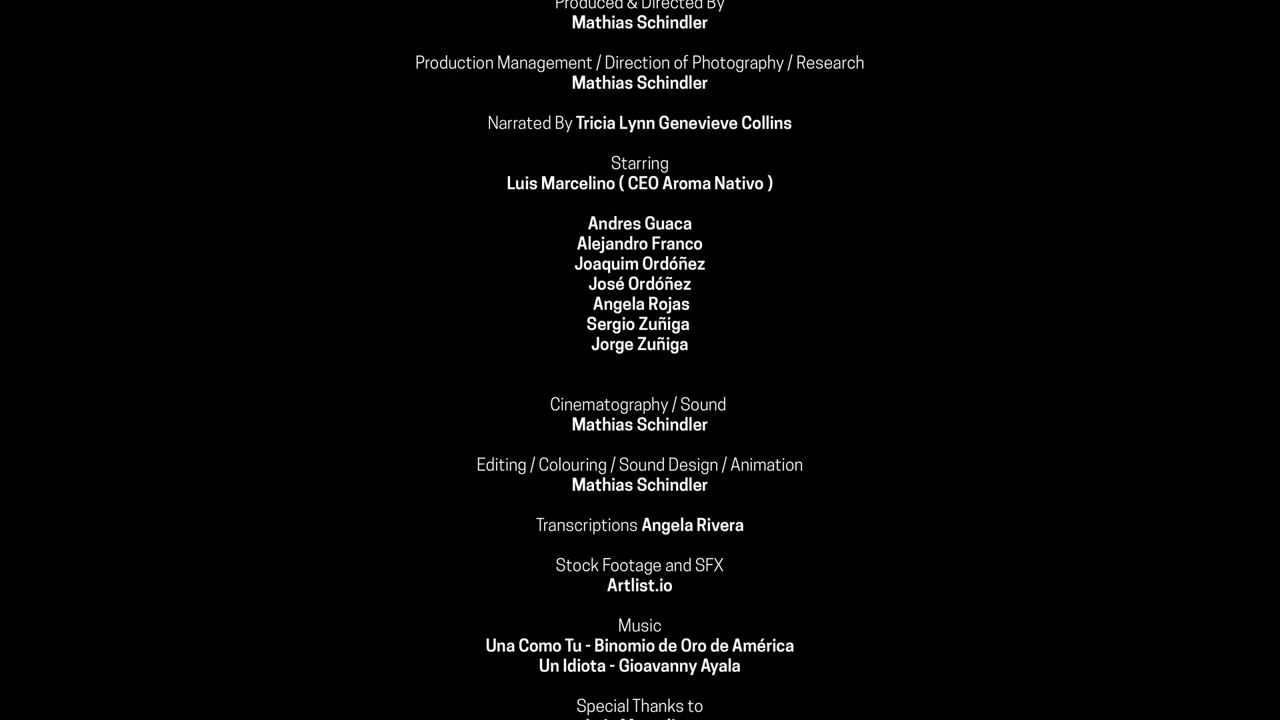 Produced & Directed By
Mathias Schindler
Production Management / Direction of Photography / Research
Mathias Schindler
Narrated By Tricia Lynn Genevieve Collins
Starring
Luis Marcelino ( CEO Aroma Nativo )
Andres Guaca
Alejandro Franco
Joaquim Ordóñez
José Ordóñez
Angela Rojas
Sergio Zuñiga
Jorge Zuñiga
Cinematography / Sound
Mathias Schindler
Editing / Colouring / Sound Design / Animation
Mathias Schindler
Transcriptions Angela Rivera
Stock Footage and SFX
Artlist.io
Music
Una Como Tu - Binomio de Oro de América
Un Idiota - Gioavanny Ayala
Special Thanks to